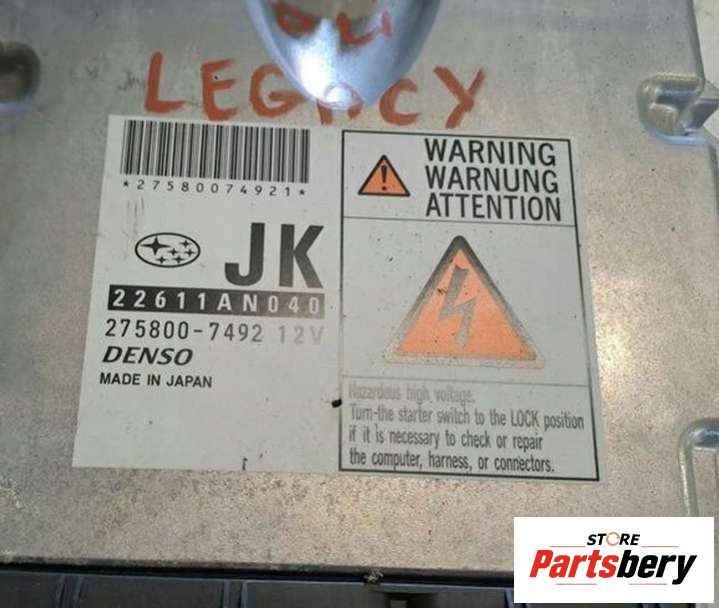 LEGACY
*27580074921*
JK
22611AN040
275800-7492 12V
DENSO
MADE IN JAPAN
WARNING
WARNUNG
ATTENTION
Hazardous high voltage.
Turn-the starter switch to the LOCK position
if it is necessary to check or repair
the computer, harness, or connectors.
STORE
Partsbery